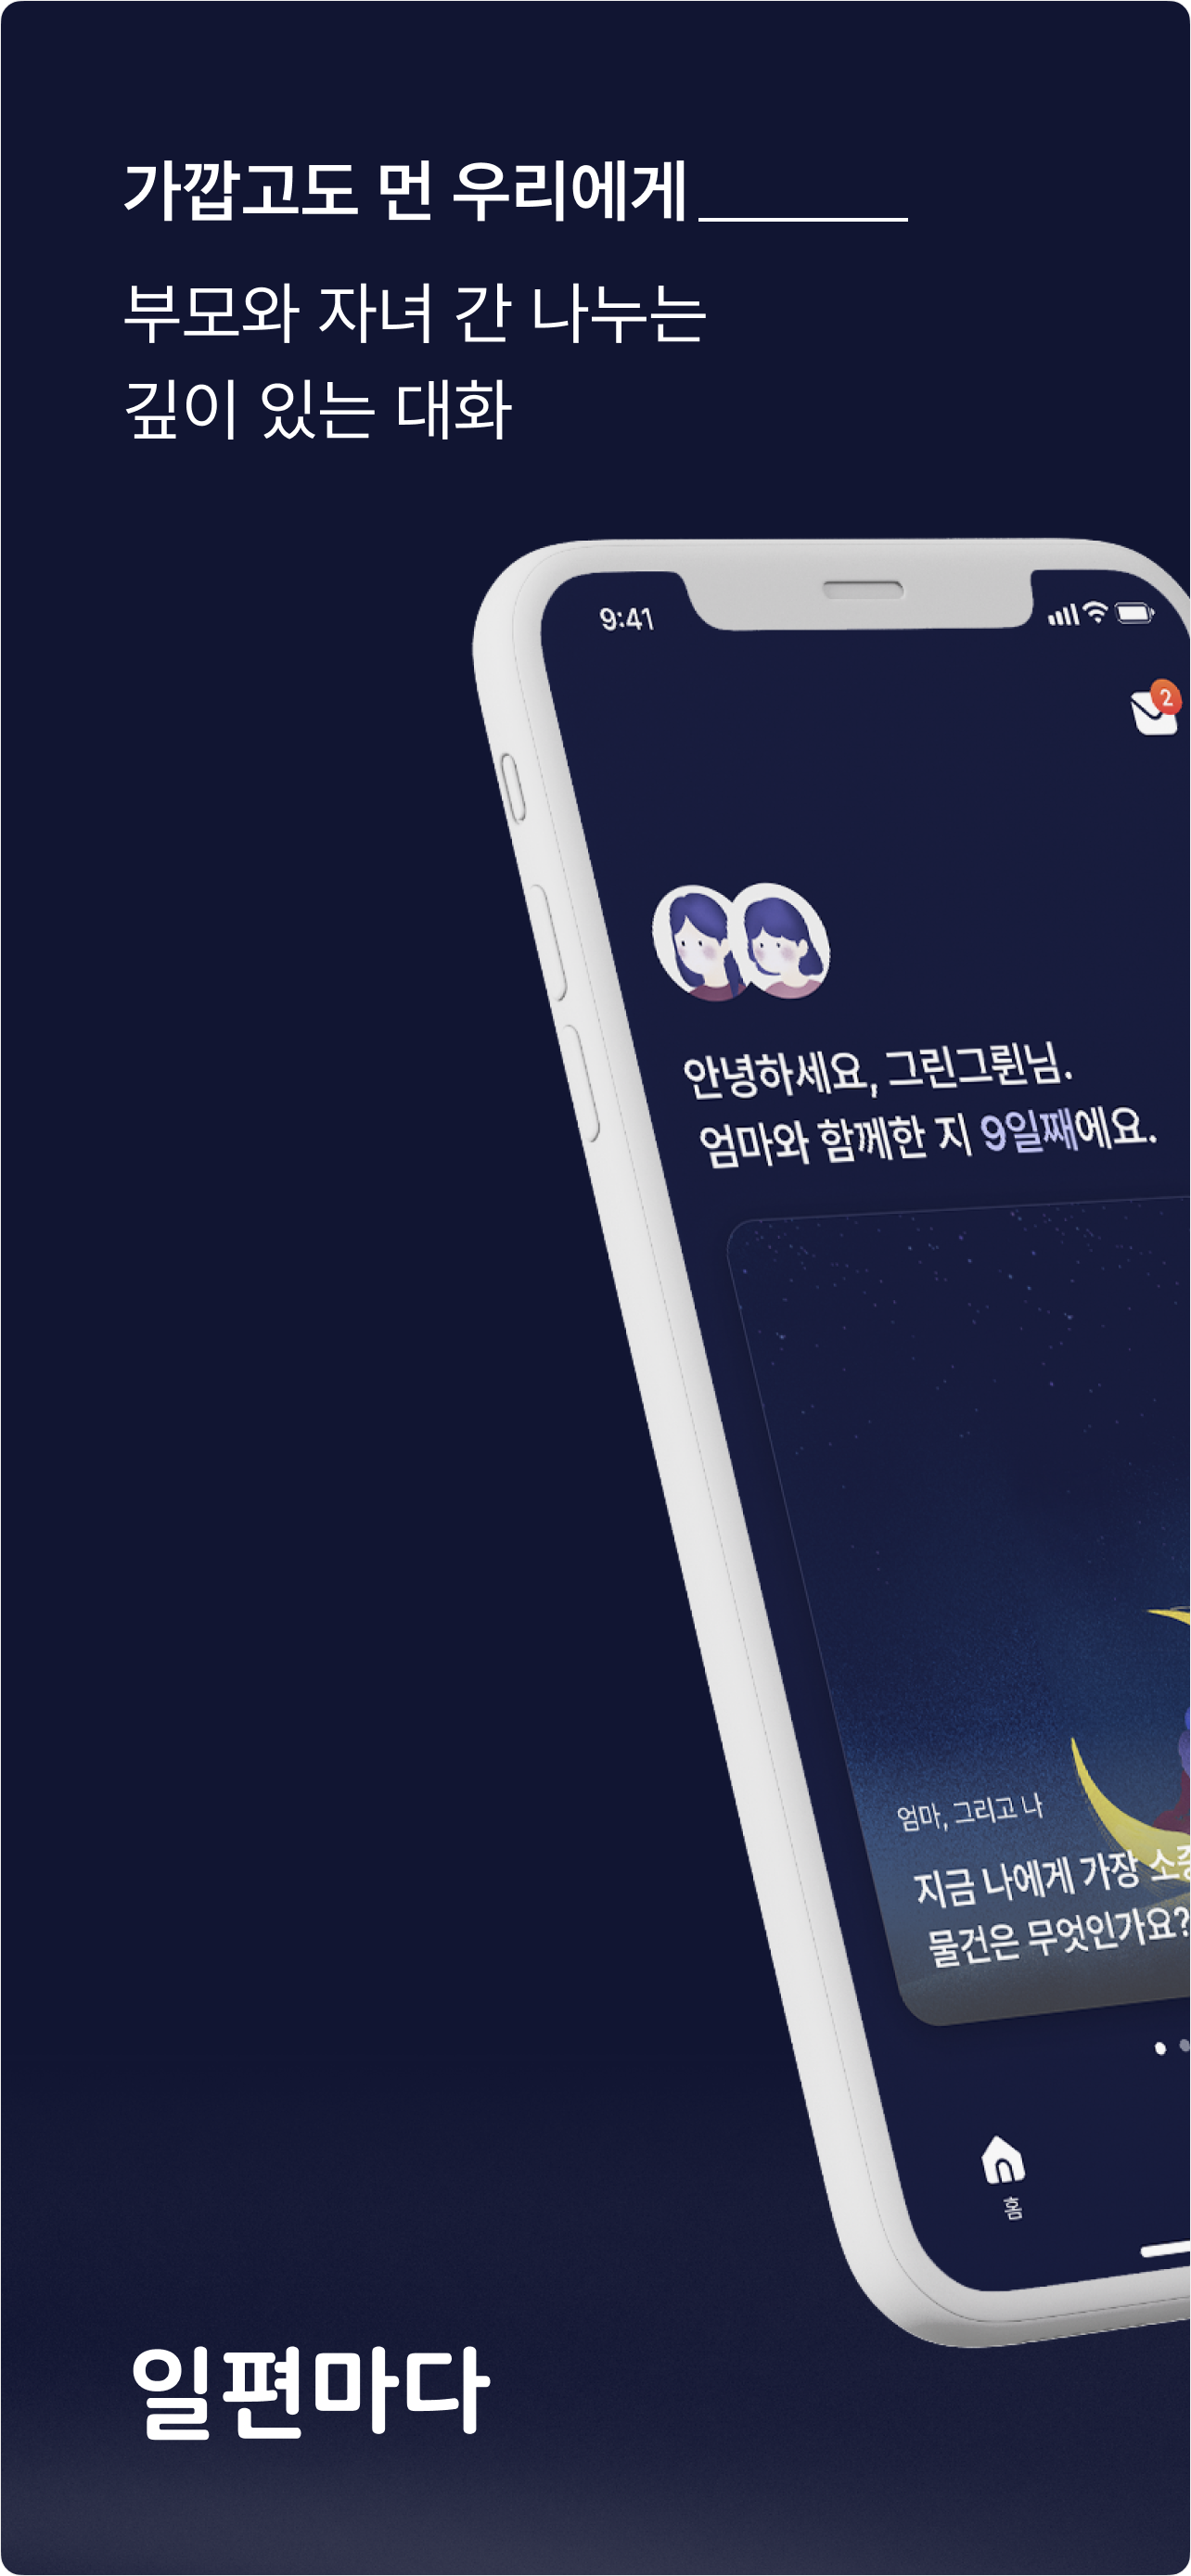 가깝고도 먼 우리에게
부모와 자녀 간 나누는
깊이 있는 대화
9:41
2
안녕하세요, 그린그륀님.
엄마와 함께한 지 9일째에요.
엄마, 그리고 나
지금 나에게 가장
물건은 무엇인가요?
홈
일편마다